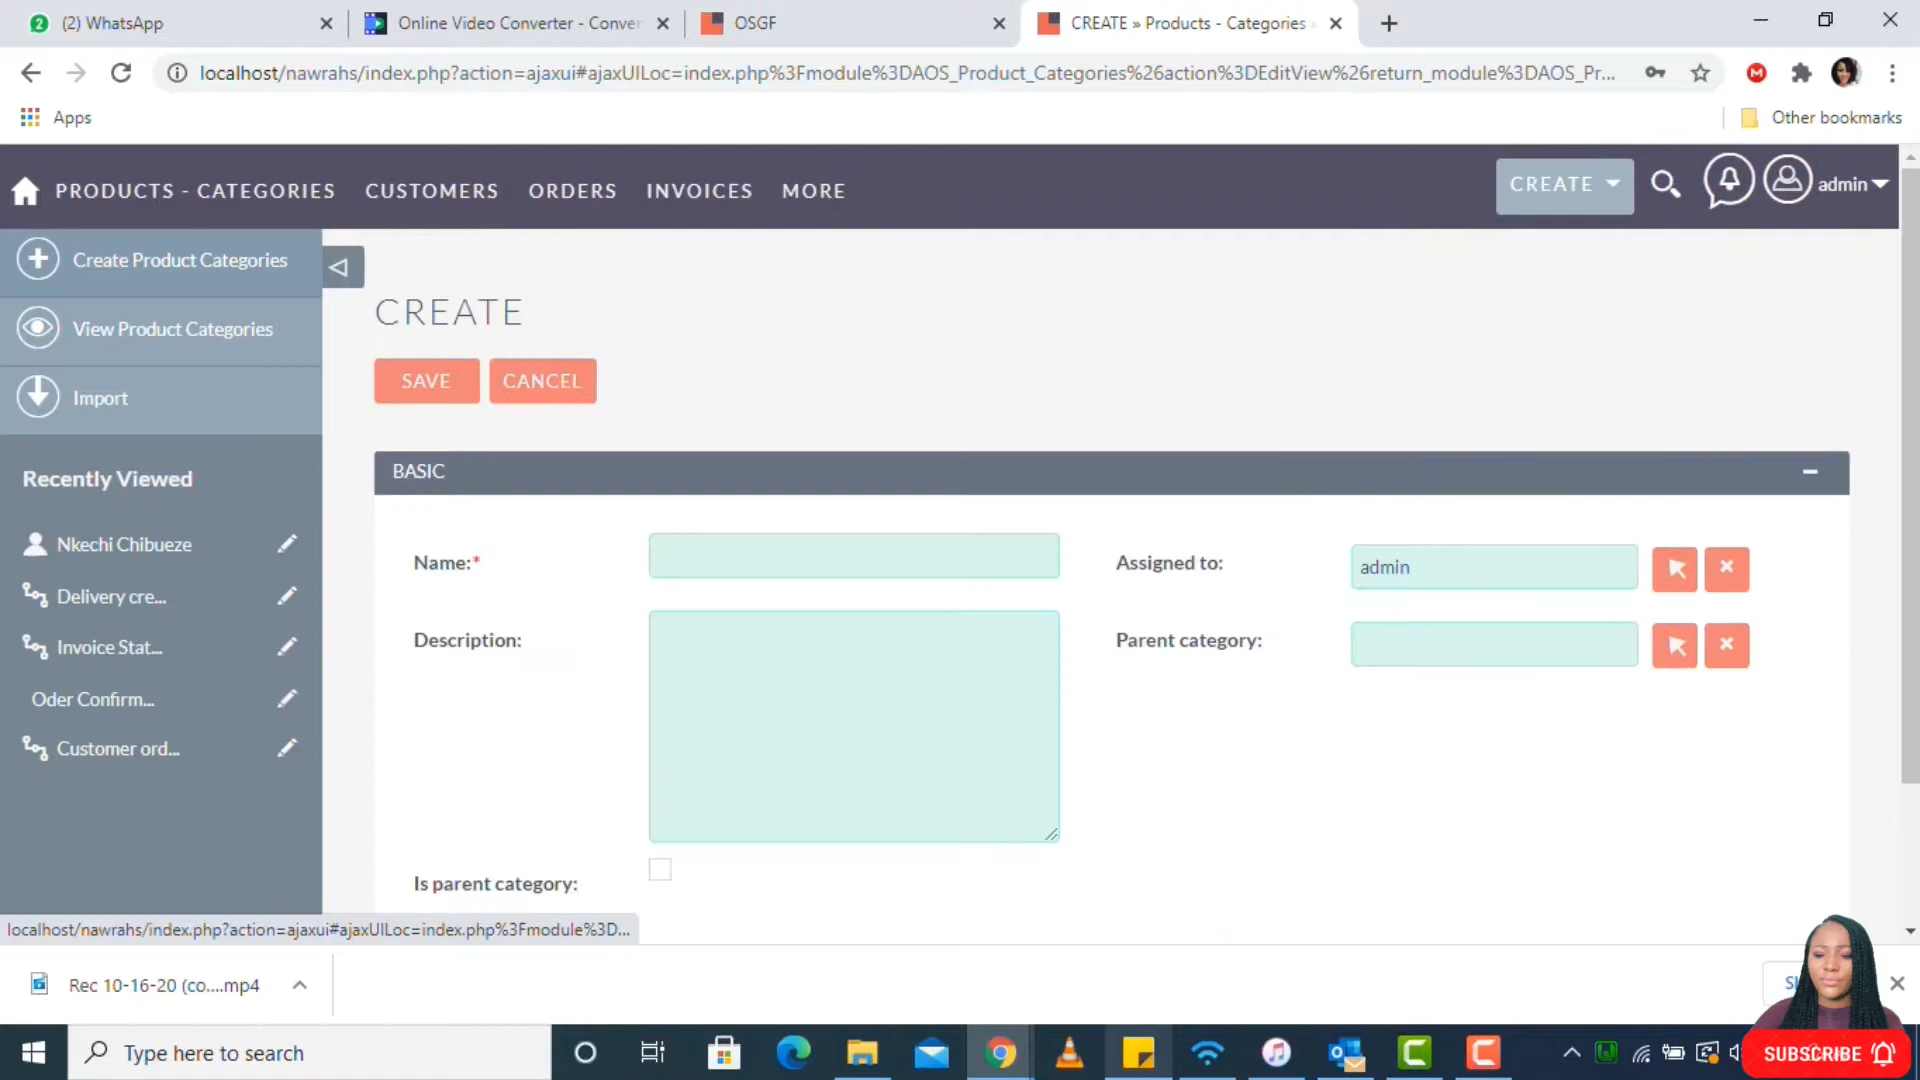 (2) WhatsApp
Online Video Converter - Conver
OSGF
CREATE » Products - Categories »
localhost/nawrahs/index.php?action=ajaxui#ajaxUILoc=index.php%3Fmodule%3DAOS_Product_Categories%26action%3DEditView%26return_module%3DAOS_Pr...
Apps
Other bookmarks
PRODUCTS - CATEGORIES CUSTOMERS ORDERS INVOICES MORE
CREATE
admin
Create Product Categories
View Product Categories
Import
Recently Viewed
Nkechi Chibueze
Delivery cre...
Invoice Stat...
Oder Confirm...
Customer ord...
CREATE
SAVE CANCEL
BASIC
Name:*
Assigned to:
admin
Description:
Parent category:
Is parent category:
localhost/nawrahs/index.php?action=ajaxui#ajaxUILoc=index.php%3Fmodule%3D...
Rec 10-16-20 (co....mp4
Type here to search
SUBSCRIBE